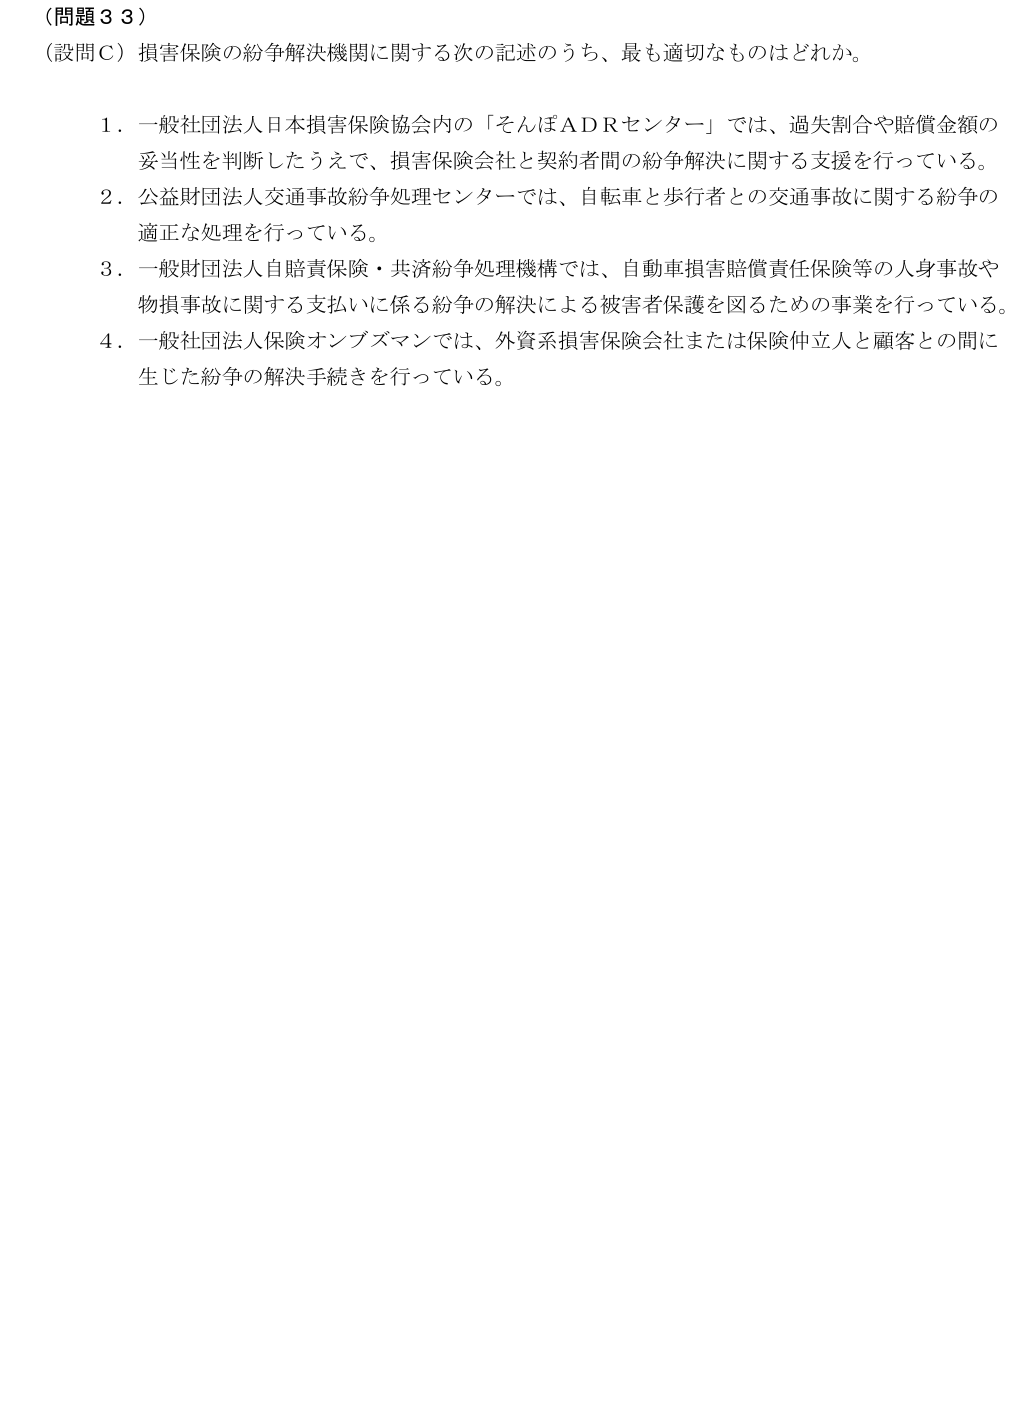 （問題３３）
（設問Ｃ）損害保険の紛争解決機関に関する次の記述のうち、最も適切なものはどれか。
１．一般社団法人日本損害保険協会内の「そんぽＡＤＲセンター」では、過失割合や賠償金額の
妥当性を判断したうえで、損害保険会社と契約者間の紛争解決に関する支援を行っている。
２．公益財団法人交通事故紛争処理センターでは、自転車と歩行者との交通事故に関する紛争の
適正な処理を行っている。
３．一般財団法人自賠責保険・共済紛争処理機構では、自動車損害賠償責任保険等の人身事故や
物損事故に関する支払いに係る紛争の解決による被害者保護を図るための事業を行っている。
４．一般社団法人保険オンブズマンでは、外資系損害保険会社または保険仲立人と顧客との間に
生じた紛争の解決手続きを行っている。